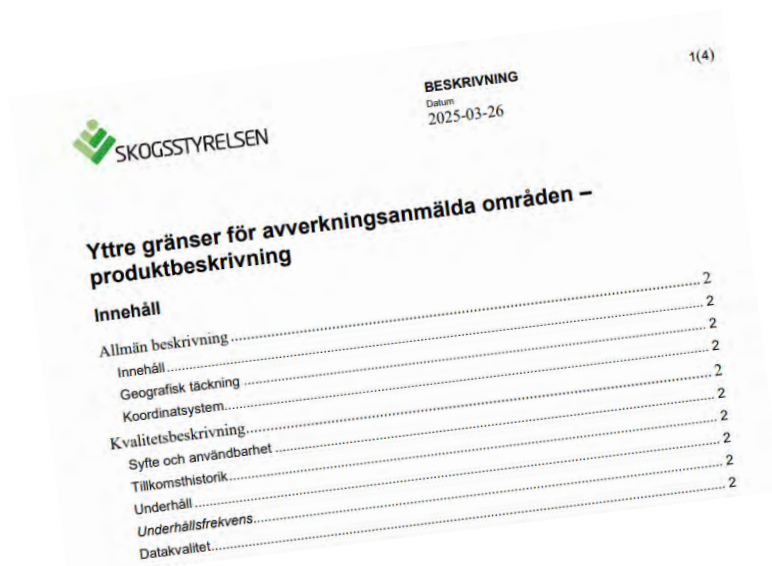 1(4)
BESKRIVNING
Datum
2025-03-26
SKOGSSTYRELSEN
Yttre gränser för avverkningsanmälda områden –
produktbeskrivning
Innehåll
Allmän beskrivning 2
Innehåll 2
Geografisk täckning 2
Koordinatsystem 2
Kvalitetsbeskrivning 2
Syfte och användbarhet 2
Tillkomsthistorik 2
Underhåll 2
Underhållsfrekvens 2
Datakvalitet 2